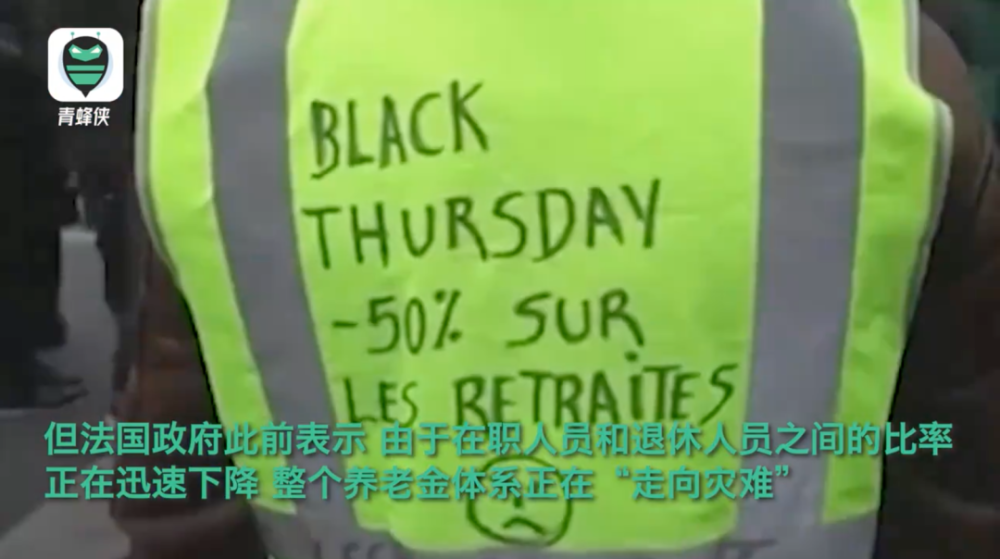 青蜂侠
BLACK
THURSDAY
-50% SUR
LES RETRAITES
但法国政府此前表示 由于在职人员和退休人员之间的比率
正在迅速下降 整个养老金体系正在“走向灾难”